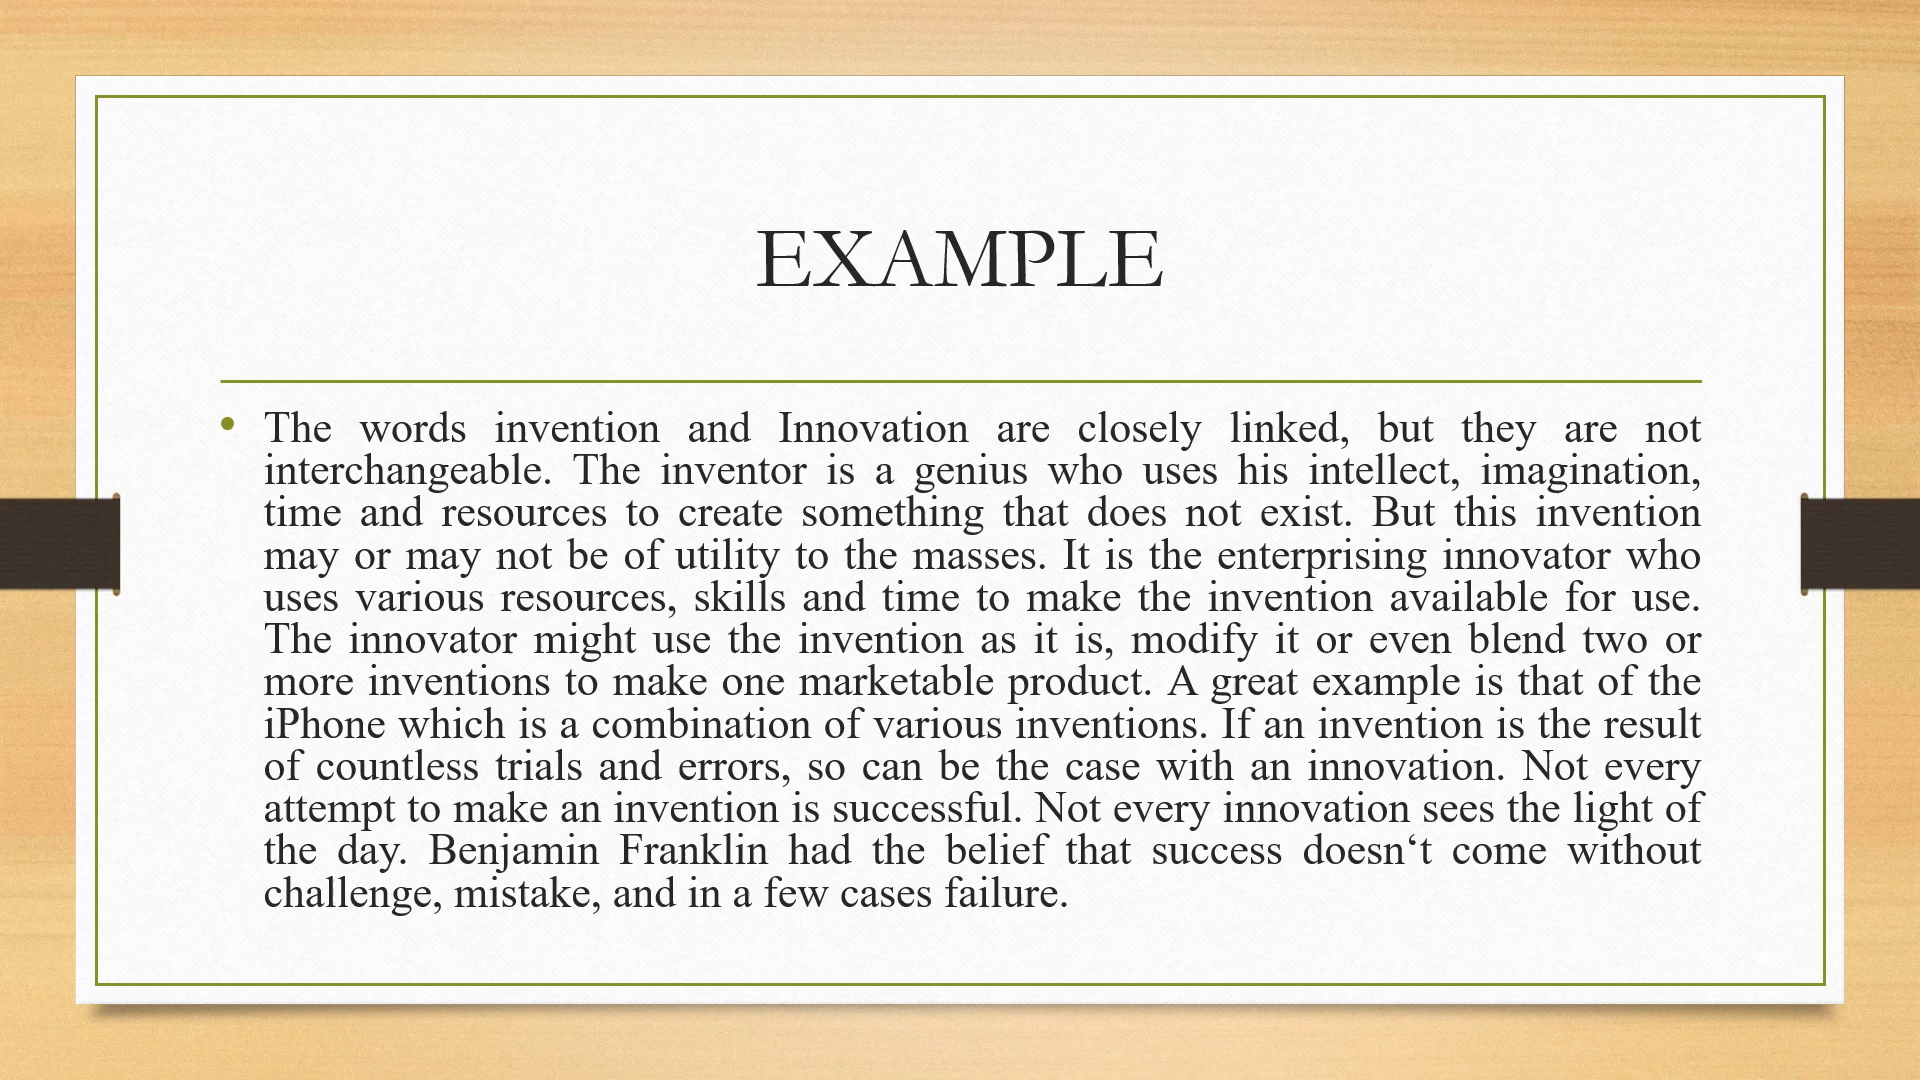 EXAMPLE
• The words invention and Innovation are closely linked, but they are not
interchangeable. The inventor is a genius who uses his intellect, imagination,
time and resources to create something that does not exist. But this invention
may or may not be of utility to the masses. It is the enterprising innovator who
uses various resources, skills and time to make the invention available for use.
The innovator might use the invention as it is, modify it or even blend two or
more inventions to make one marketable product. A great example is that of the
iPhone which is a combination of various inventions. If an invention is the result
of countless trials and errors, so can be the case with an innovation. Not every
attempt to make an invention is successful. Not every innovation sees the light of
the day. Benjamin Franklin had the belief that success doesn‘t come without
challenge, mistake, and in a few cases failure.